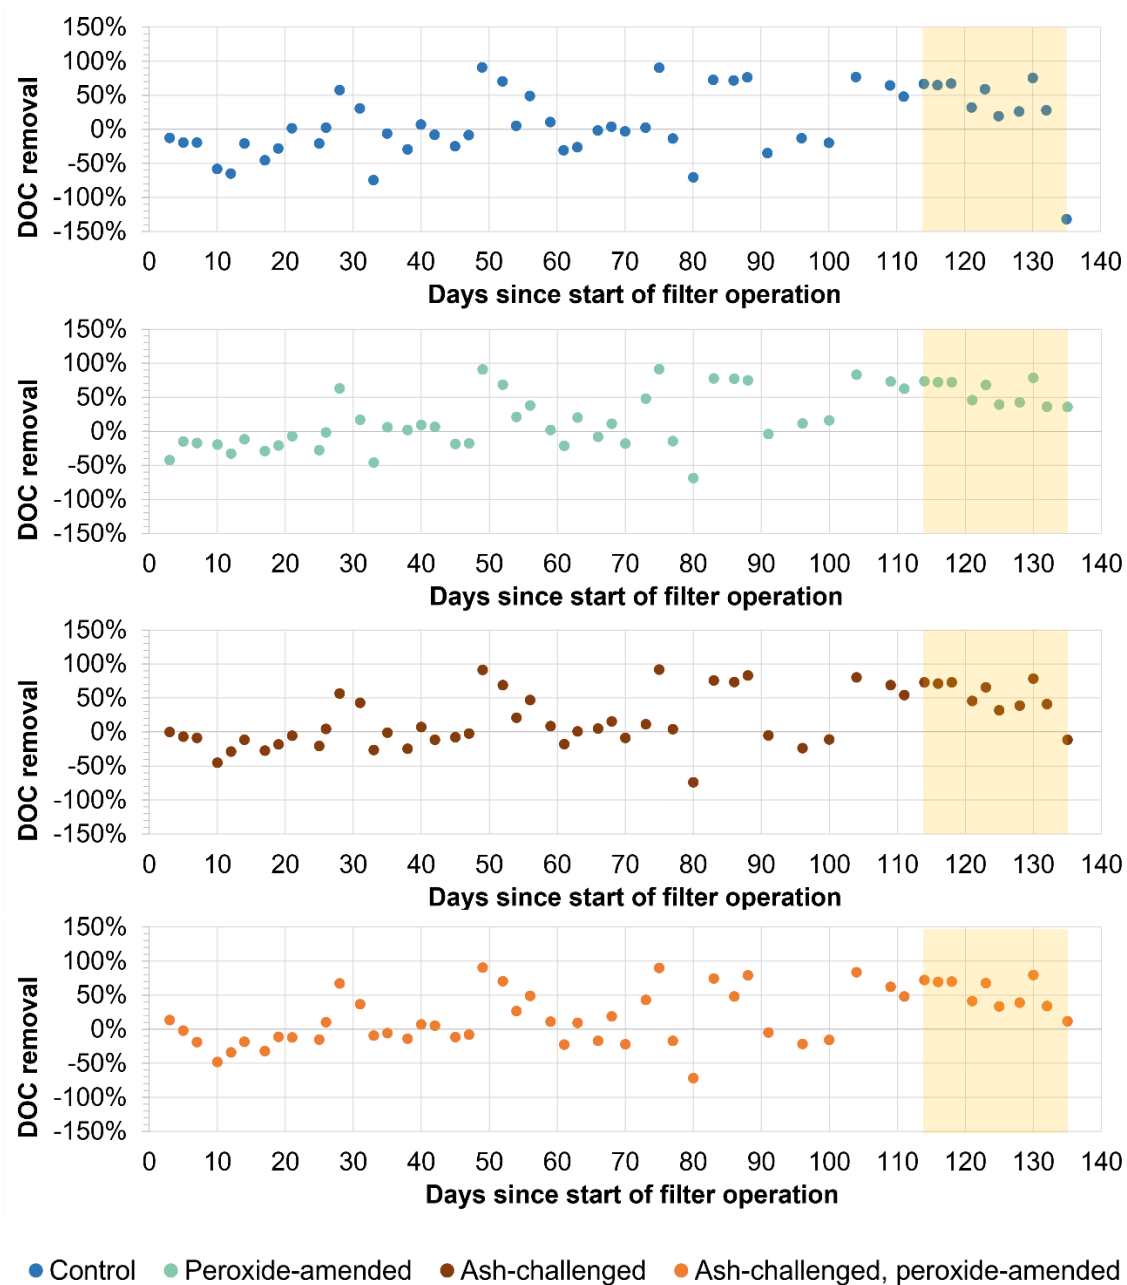 150%
100%
50%
0%
-50%
-100%
-150%
DOC removal
0 10 20 30 40 50 60 70 80 90 100 110 120 130 140
Days since start of filter operation
150%
100%
50%
0%
-50%
-100%
-150%
DOC removal
0 10 20 30 40 50 60 70 80 90 100 110 120 130 140
Days since start of filter operation
150%
100%
50%
0%
-50%
-100%
-150%
DOC removal
0 10 20 30 40 50 60 70 80 90 100 110 120 130 140
Days since start of filter operation
150%
100%
50%
0%
-50%
-100%
-150%
DOC removal
0 10 20 30 40 50 60 70 80 90 100 110 120 130 140
Days since start of filter operation
Control Peroxide-amended Ash-challenged Ash-challenged, peroxide-amended